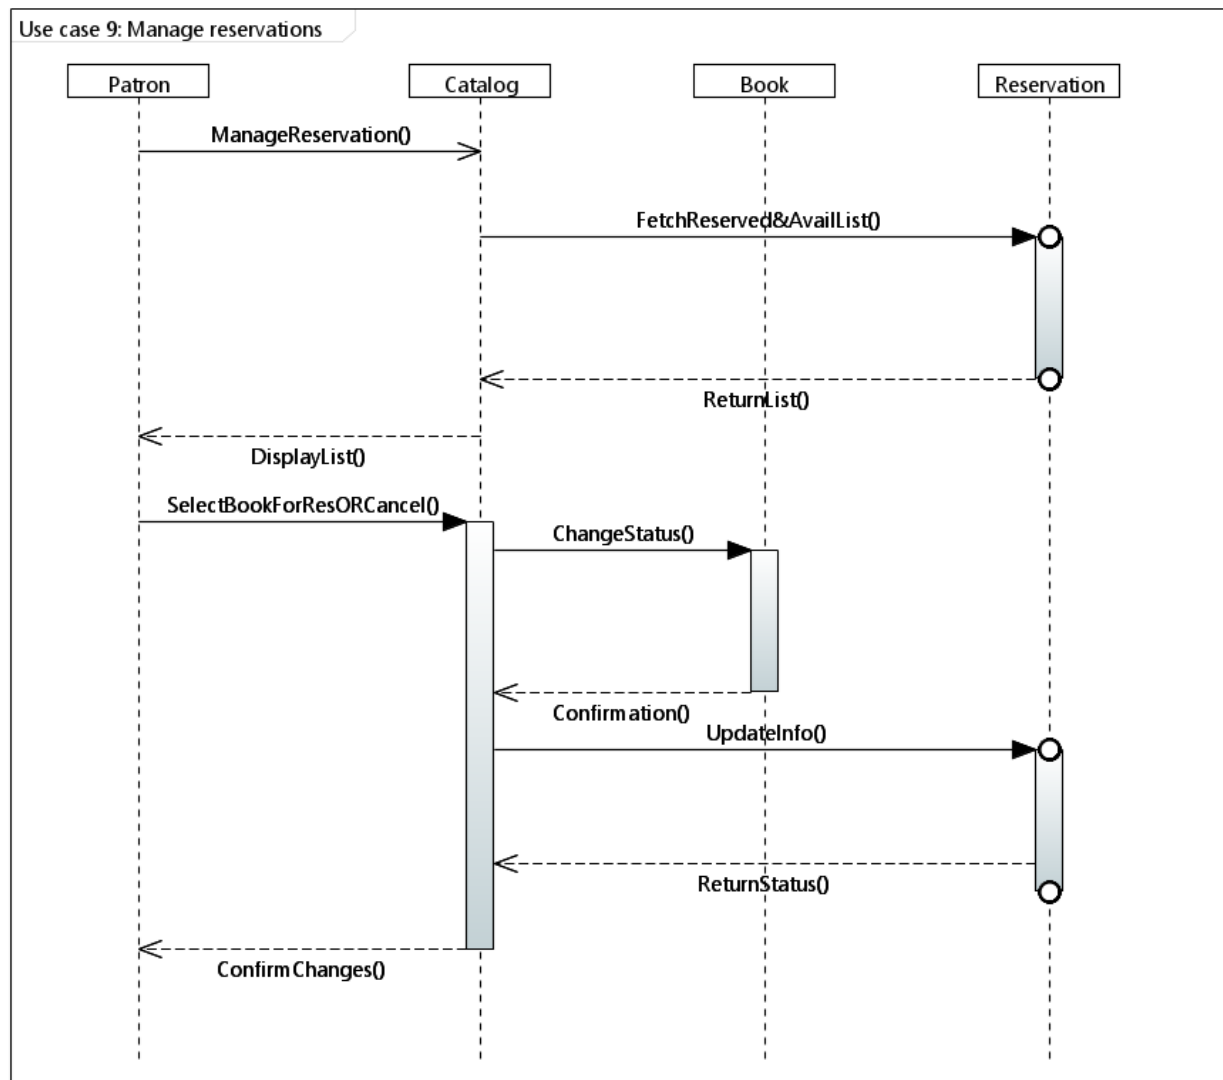 Use case 9: Manage reservations
Patron
Catalog
Book
Reservation
ManageReservation()
FetchReserved&AvailList()
ReturnList()
DisplayList()
SelectBookForResORCancel()
ChangeStatus()
Confirmation()
UpdateInfo()
ReturnStatus()
ConfirmChanges()